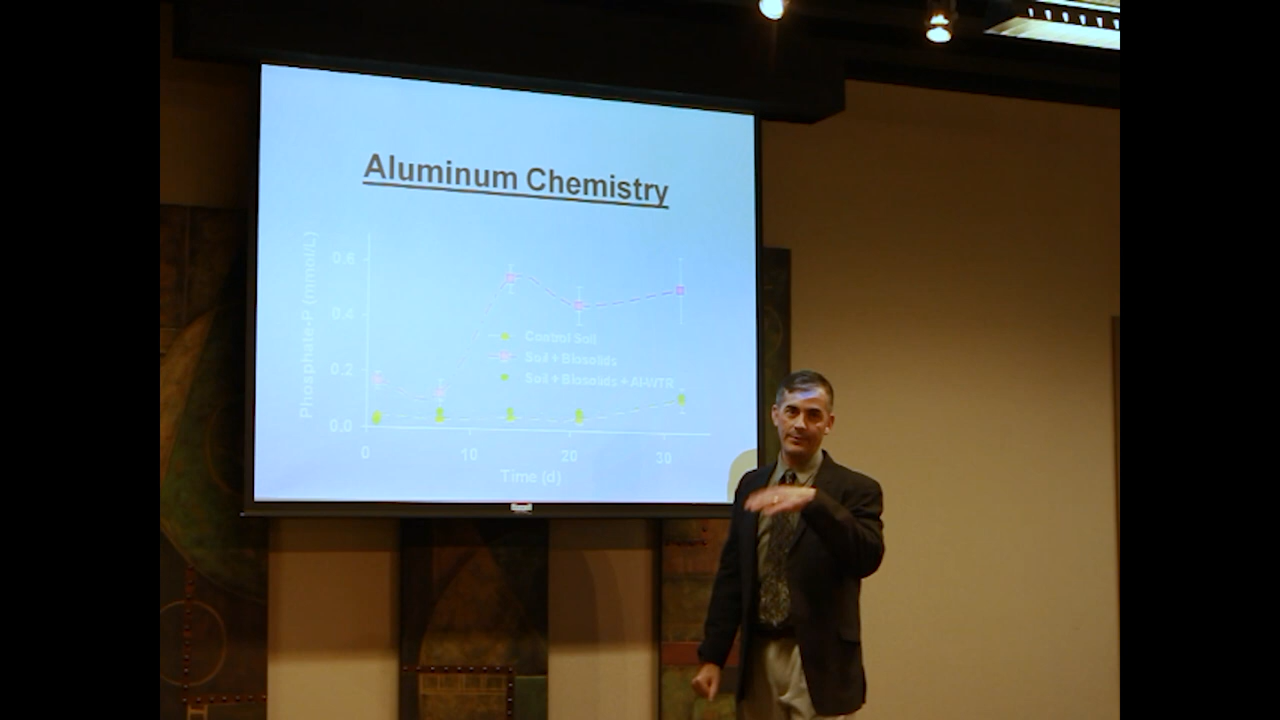 Aluminum Chemistry
Phosphate-P (mmol/L)
0.6
0.4
0.2
0.0
Control Soil
Soil + Biosolids
Soil + Biosolids + Al-WTR
0 10 20 30
Time (d)